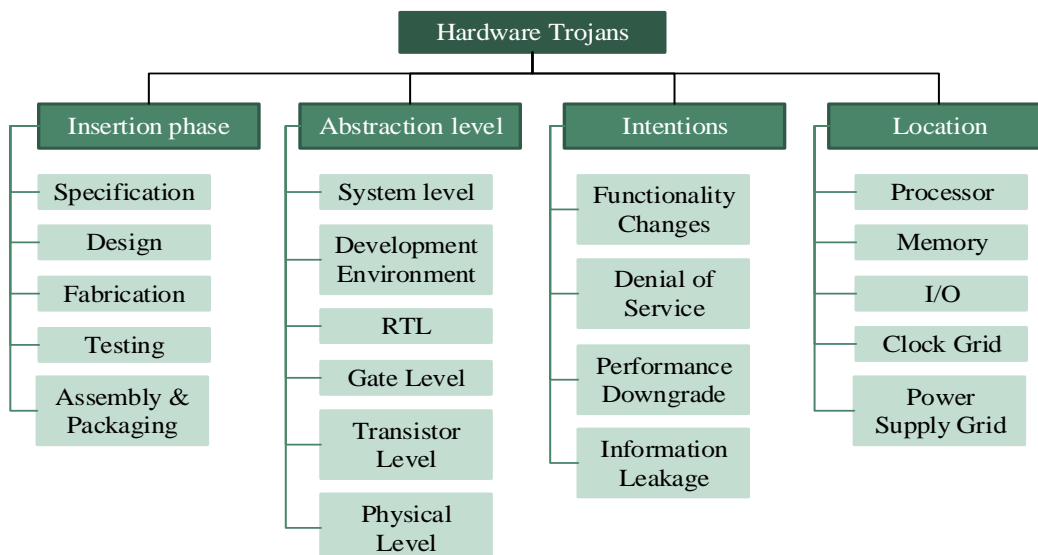 Hardware Trojans
Insertion phase
Specification
Design
Fabrication
Testing
Assembly &
Packaging
Abstraction level
System level
Development
Environment
RTL
Gate Level
Transistor
Level
Physical
Level
Intentions
Functionality
Changes
Denial of
Service
Performance
Downgrade
Information
Leakage
Location
Processor
Memory
I/O
Clock Grid
Power
Supply Grid